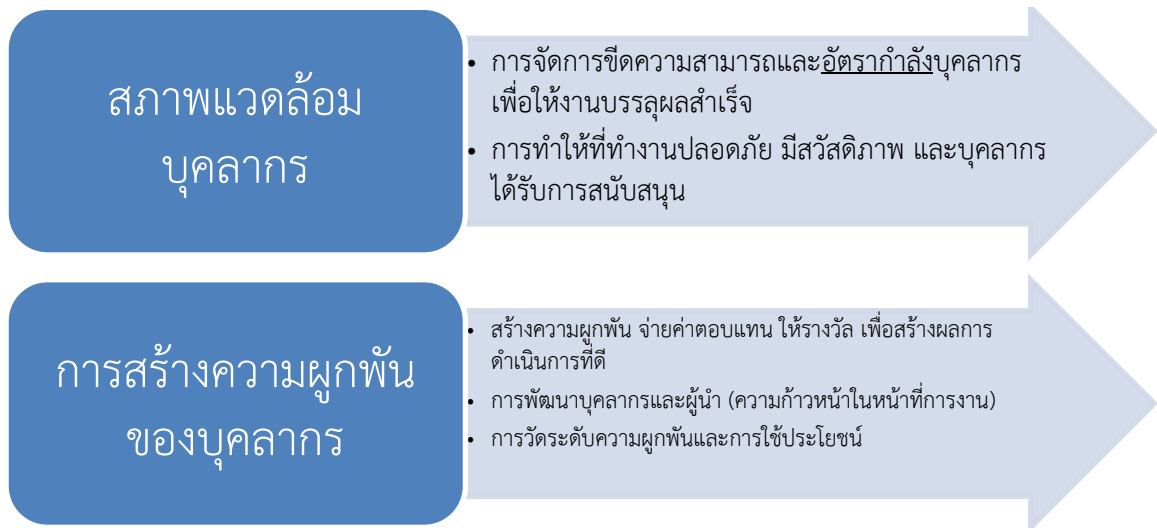 สภาพแวดล้อม
บุคลากร
• การจัดการขีดความสามารถและอัตรากำลังบุคลากร
เพื่อให้งานบรรลุผลสำเร็จ
• การทำให้ที่ทำงานปลอดภัย มีสวัสดิภาพ และบุคลากร
ได้รับการสนับสนุน
การสร้างความผูกพัน
ของบุคลากร
• สร้างความผูกพัน จ่ายค่าตอบแทน ให้รางวัล เพื่อสร้างผลการ
ดำเนินการที่ดี
• การพัฒนาบุคลากรและผู้นำ (ความก้าวหน้าในหน้าที่การงาน)
• การวัดระดับความผูกพันและการใช้ประโยชน์